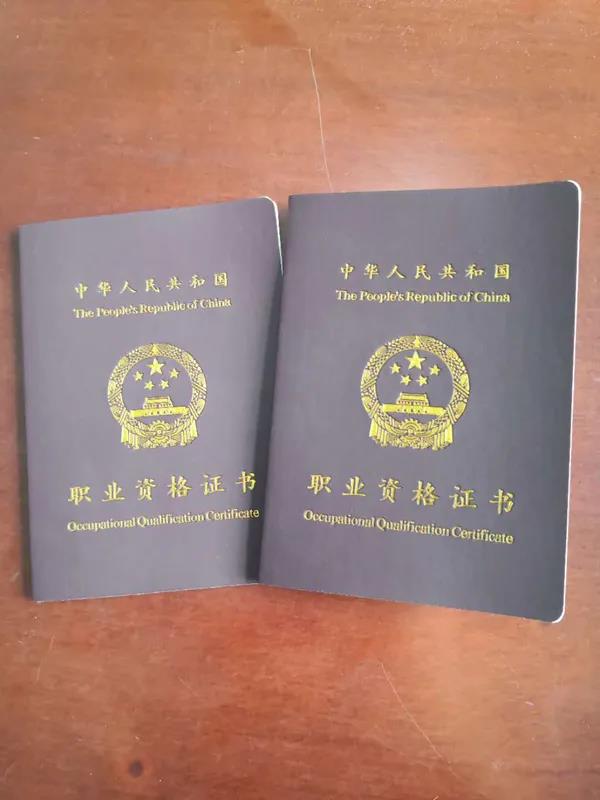 中华人民共和国
The People's Republic of China
职业资格证书
Occupational Qualification Certificate
中华人民共和国
The People's Republic of China
职业资格证书
Occupational Qualification Certificate